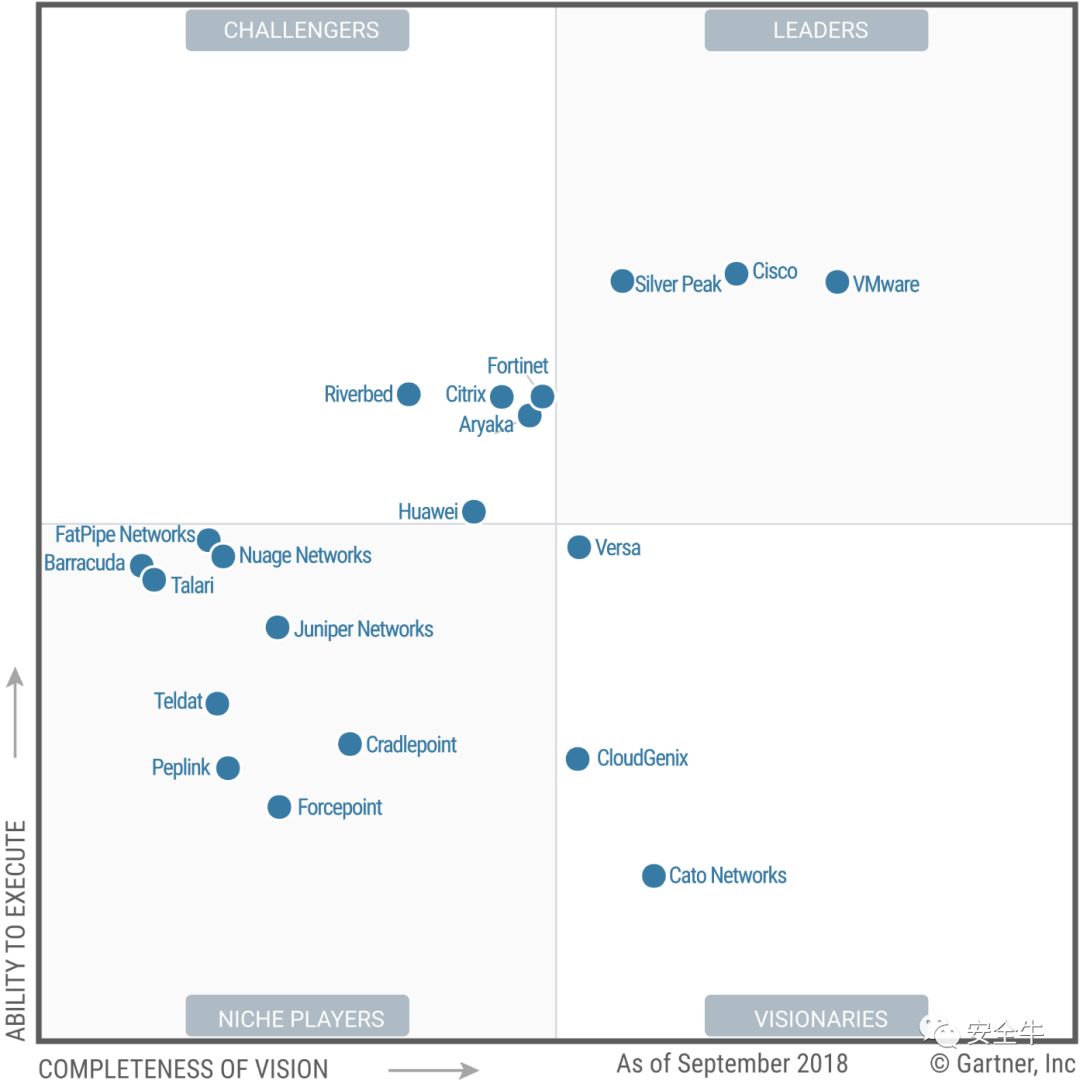 CHALLENGERS
LEADERS
Silver Peak
Cisco
VMware
Fortinet
Riverbed
Citrix
Aryaka
Huawei
FatPipe Networks
Barracuda
Nuage Networks
Talari
Versa
Juniper Networks
Teldat
Cradlepoint
Peplink
CloudGenix
Forcepoint
Cato Networks
ABILITY TO EXECUTE
NICHE PLAYERS
VISIONARIES
安全牛
COMPLETENESS OF VISION
As of September 2018
© Gartner, Inc